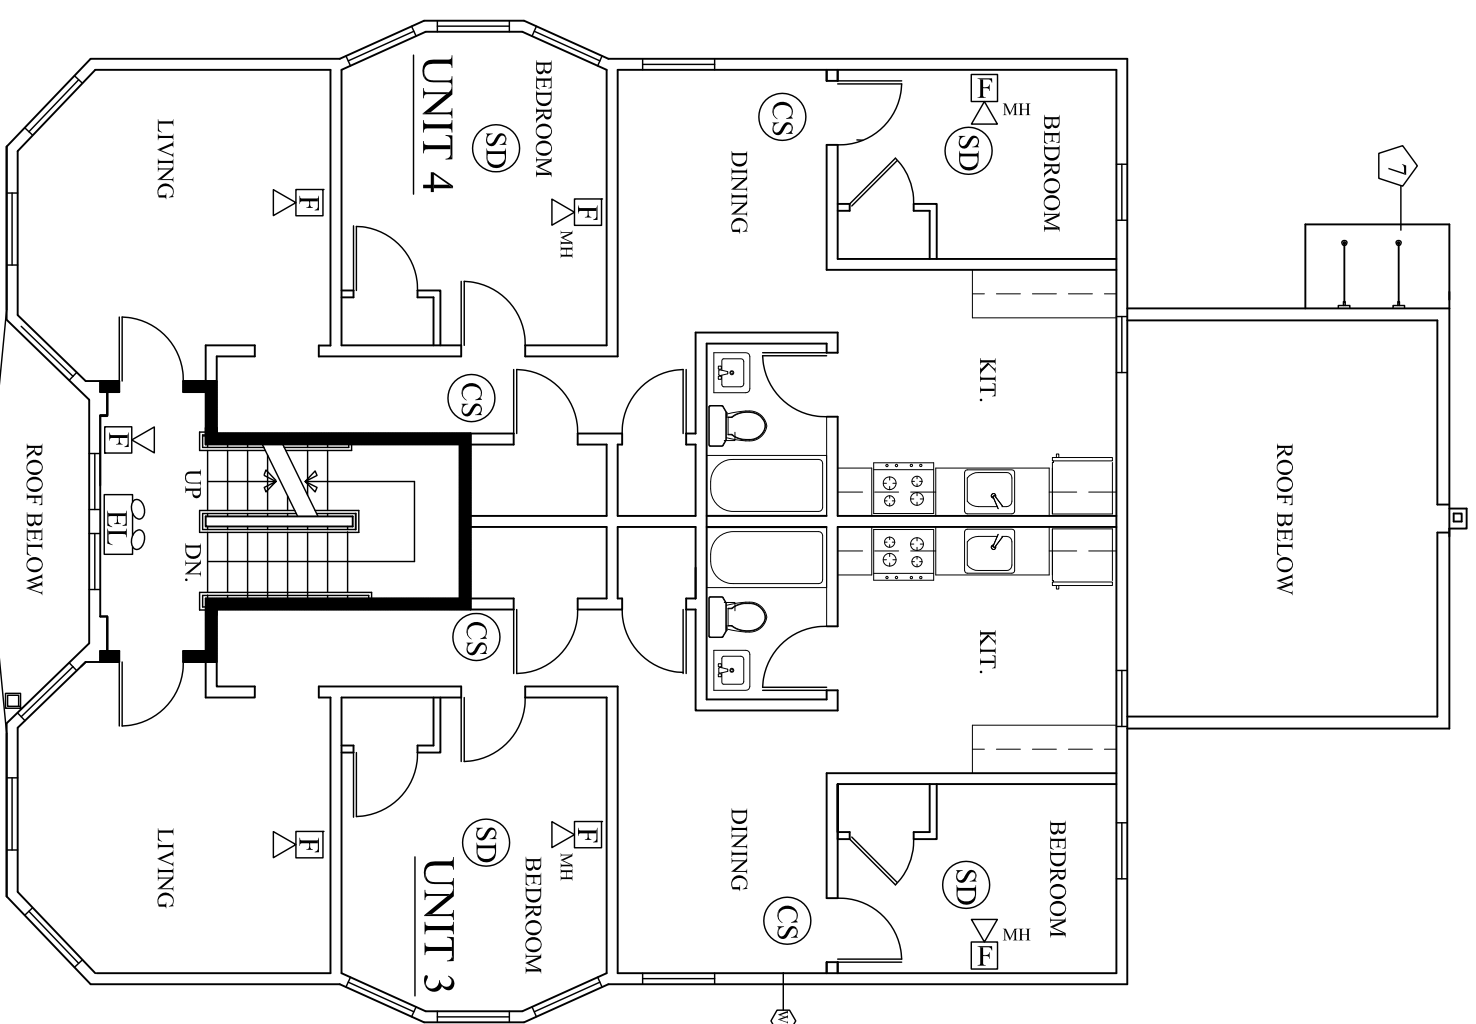 BEDROOM
UNIT 4
SD
F
MH
LIVING
F
CS
DINING
F
MH
SD
BEDROOM
7
CS
KIT.
ROOF BELOW
ROOF BELOW
F
EL
UP
DN.
CS
KIT.
LIVING
F
SD
F
MH
BEDROOM
UNIT 3
DINING
CS
BEDROOM
SD
MH
F
W